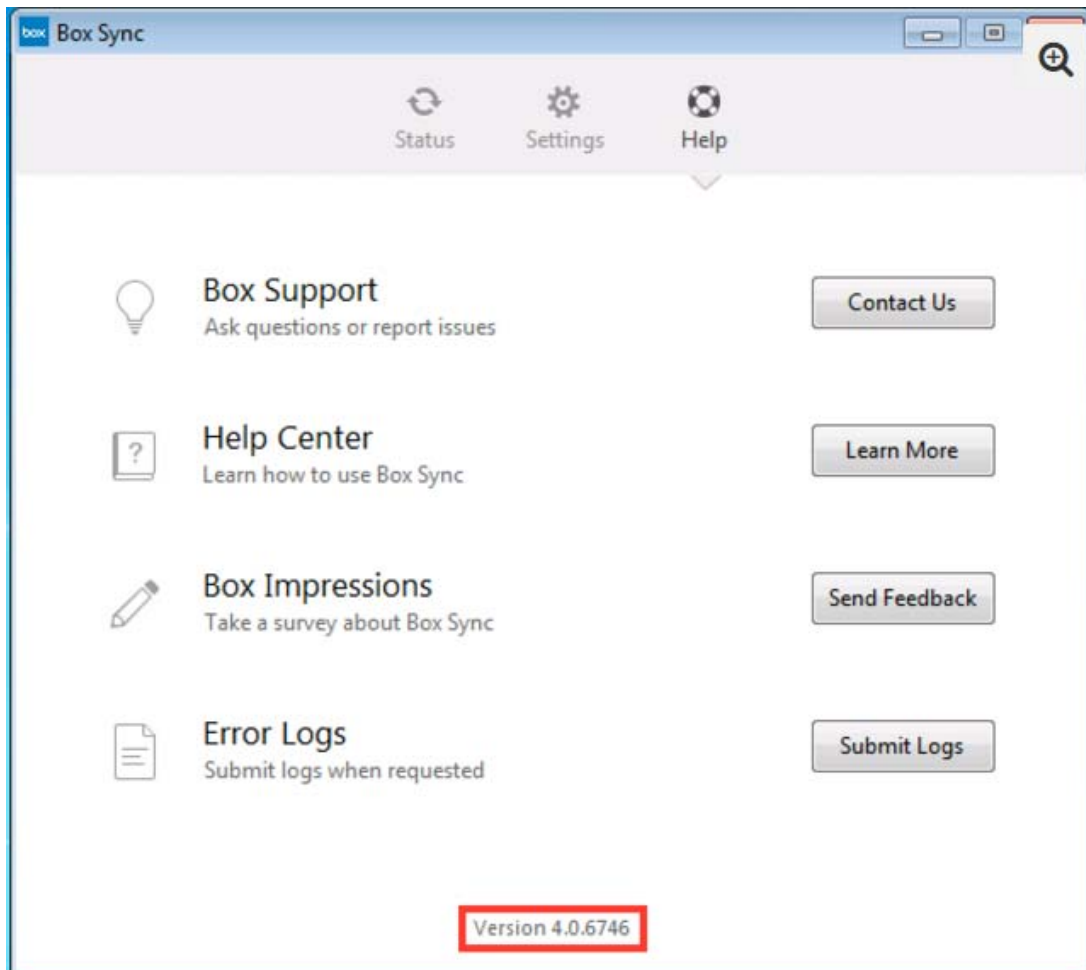 box Box Sync
Status Settings Help
Box Support
Ask questions or report issues
Contact Us
?
Help Center
Learn how to use Box Sync
Learn More
Box Impressions
Take a survey about Box Sync
Send Feedback
Error Logs
Submit logs when requested
Submit Logs
Version 4.0.6746